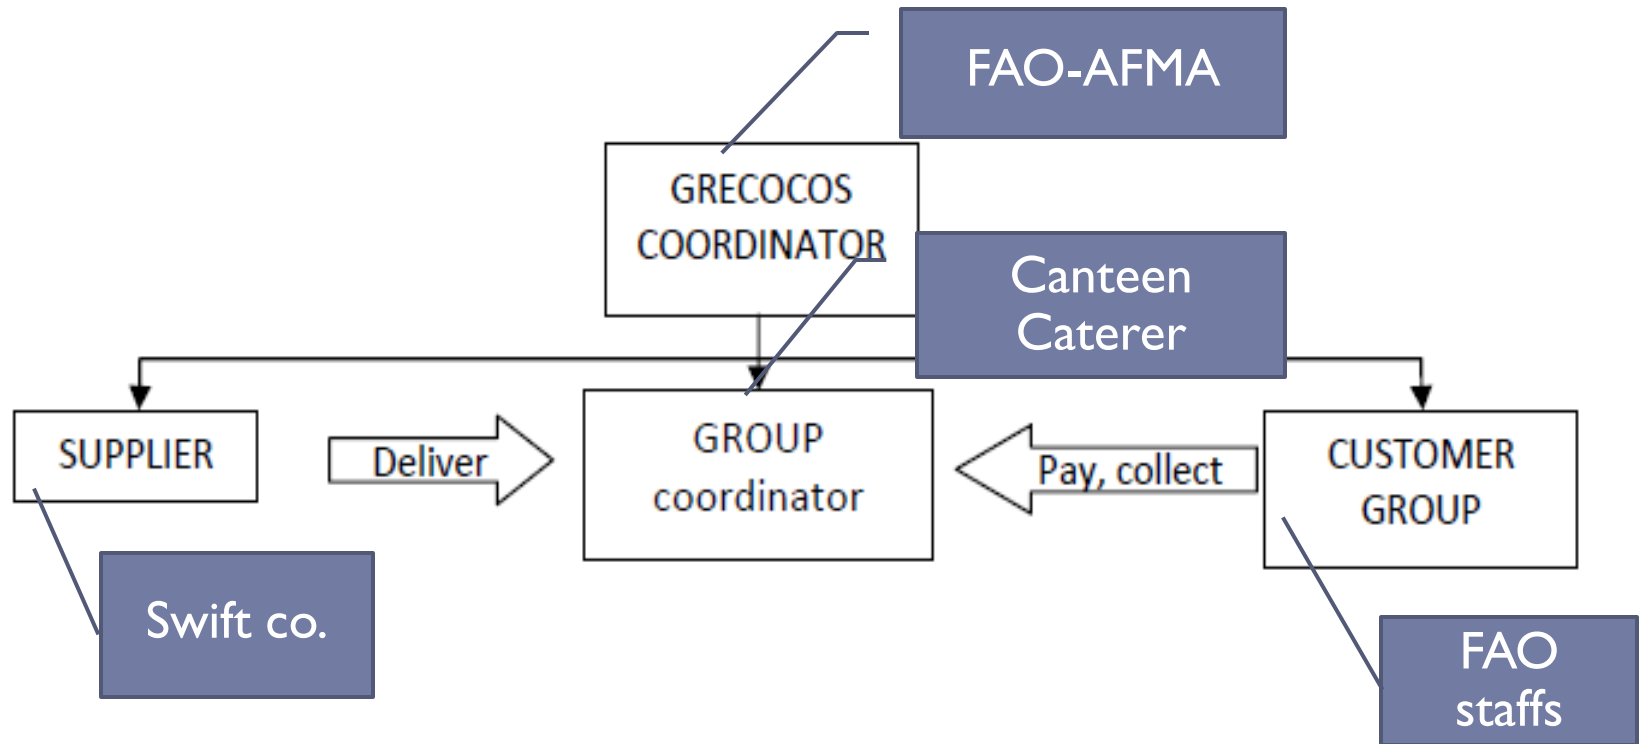 FAO-AFMA
GRECOCOS
COORDINATOR
Canteen
Caterer
SUPPLIER
Deliver
GROUP
coordinator
Pay, collect
CUSTOMER
GROUP
Swift co.
FAO
staffs